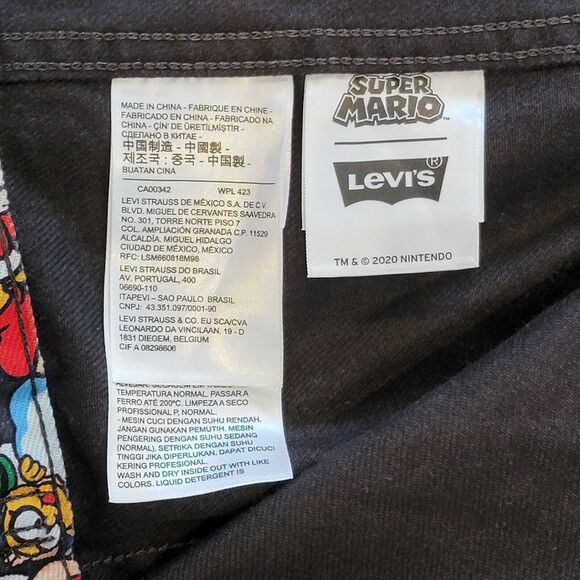 MADE IN CHINA - FABRIQUE EN CHINE -
FABRICADO EN CHINA - FABRICADO NA
CHINA - ÇİN' DE ÜRETİLMİŞTİR -
СДЕЛАНО В КИТАЕ -
中国制造 - 中國製 -
제조국 : 중국 - 中国製 -
BUATAN CINA
CA00342 WPL 423
LEVI STRAUSS DE MÉXICO S.A. DE C.V.
BLVD. MIGUEL DE CERVANTES SAAVEDRA
NO. 301, TORRE NORTE PISO 7
COL. AMPLIACIÓN GRANADA C.P. 11529
ALCALDÍA. MIGUEL HIDALGO
CIUDAD DE MÉXICO, MÉXICO
RFC: LSM660818M98
LEVI STRAUSS DO BRASIL
AV. PORTUGAL, 400
06690-110
ITAPEVI – SAO PAULO BRASIL
CNPJ: 43.351.097/0001-90
LEVI STRAUSS & CO. EU SCA/CVA
LEONARDO DA VINCILAAN, 19 - D
1831 DIEGEM, BELGIUM
CIF A 08298606
TEMPERATURA NORMAL. PASSAR A
FERRO ATÉ 200ºC. LIMPEZA A SECO
PROFISSIONAL P, NORMAL.
- MESIN CUCI DENGAN SUHU RENDAH.
JANGAN GUNAKAN PEMUTIH. MESIN
PENGERING DENGAN SUHU SEDANG
(NORMAL). SETRIKA DENGAN SUHU
TINGGI JIKA DIPERLUKAN. DAPAT DICUCI
KERING PROFESIONAL.
WASH AND DRY INSIDE OUT WITH LIKE
COLORS. LIQUID DETERGENT IS
SUPER
MARIO™
LEVI'S®
TM & © 2020 NINTENDO